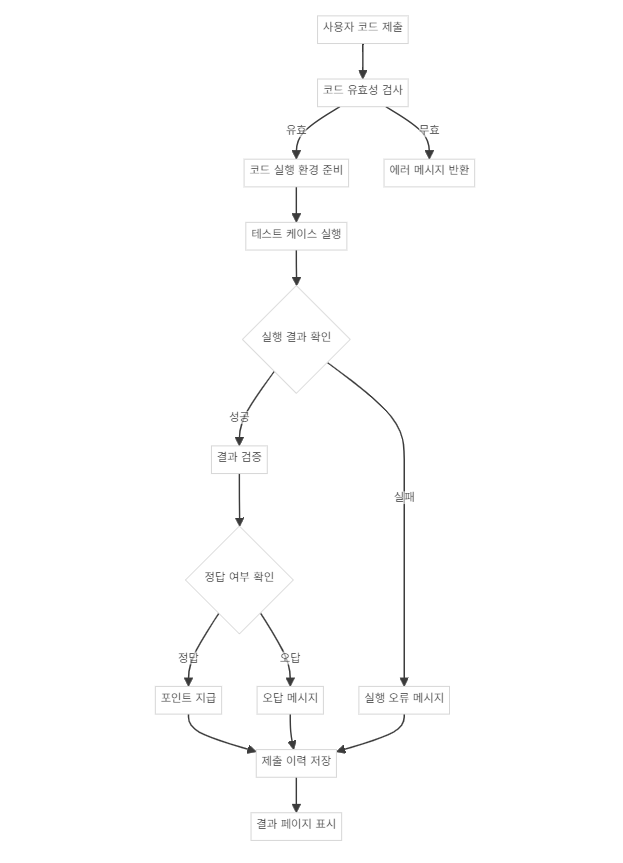 사용자 코드 제출
코드 유효성 검사
유효
무효
코드 실행 환경 준비
에러 메시지 반환
테스트 케이스 실행
실행 결과 확인
성공
결과 검증
실패
정답 여부 확인
정답
오답
포인트 지급
오답 메시지
실행 오류 메시지
제출 이력 저장
결과 페이지 표시